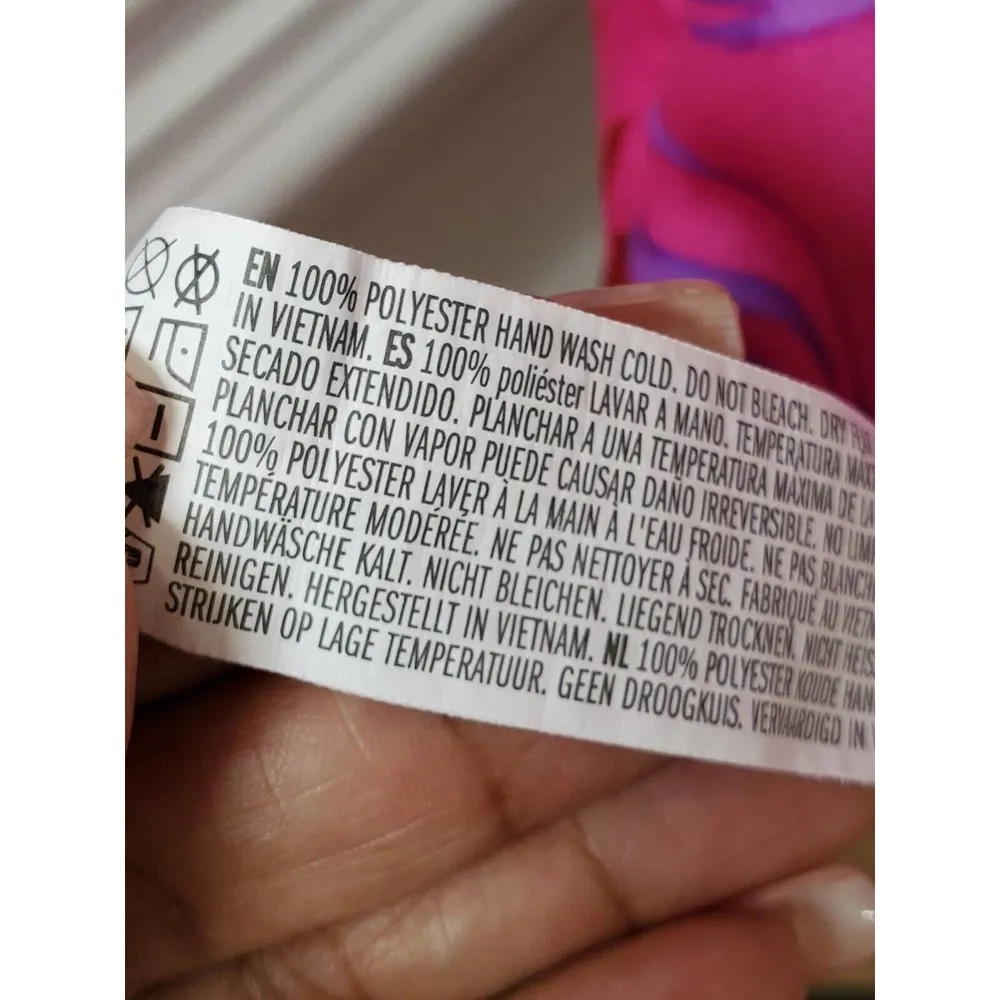 EN 100% POLYESTER HAND WASH COLD. DO NOT BLEACH. DRY
IN VIETNAM. ES 100% poliéster LAVAR A MANO. TEMPERATURA
SECADO EXTENDIDO. PLANCHAR A UNA TEMPERATURA MAXIMA DE
PLANCHAR CON VAPOR PUEDE CAUSAR DAÑO IRREVERSIBLE. NO
100% POLYESTER LAVER À LA MAIN À L'EAU FROIDE. NE PAS
TEMPÉRATURE MODÉRÉE. NE PAS NETTOYER À SEC. FABRIQUÉ AU
HANDWÄSCHE KALT. NICHT BLEICHEN. LIEGEND TROCKNEN. NICHT
REINIGEN. HERGESTELLT IN VIETNAM. NL 100% POLYESTER KOUDE
STRIJKEN OP LAGE TEMPERATUUR. GEEN DROOGKUIS. VERVAARDIGD IN